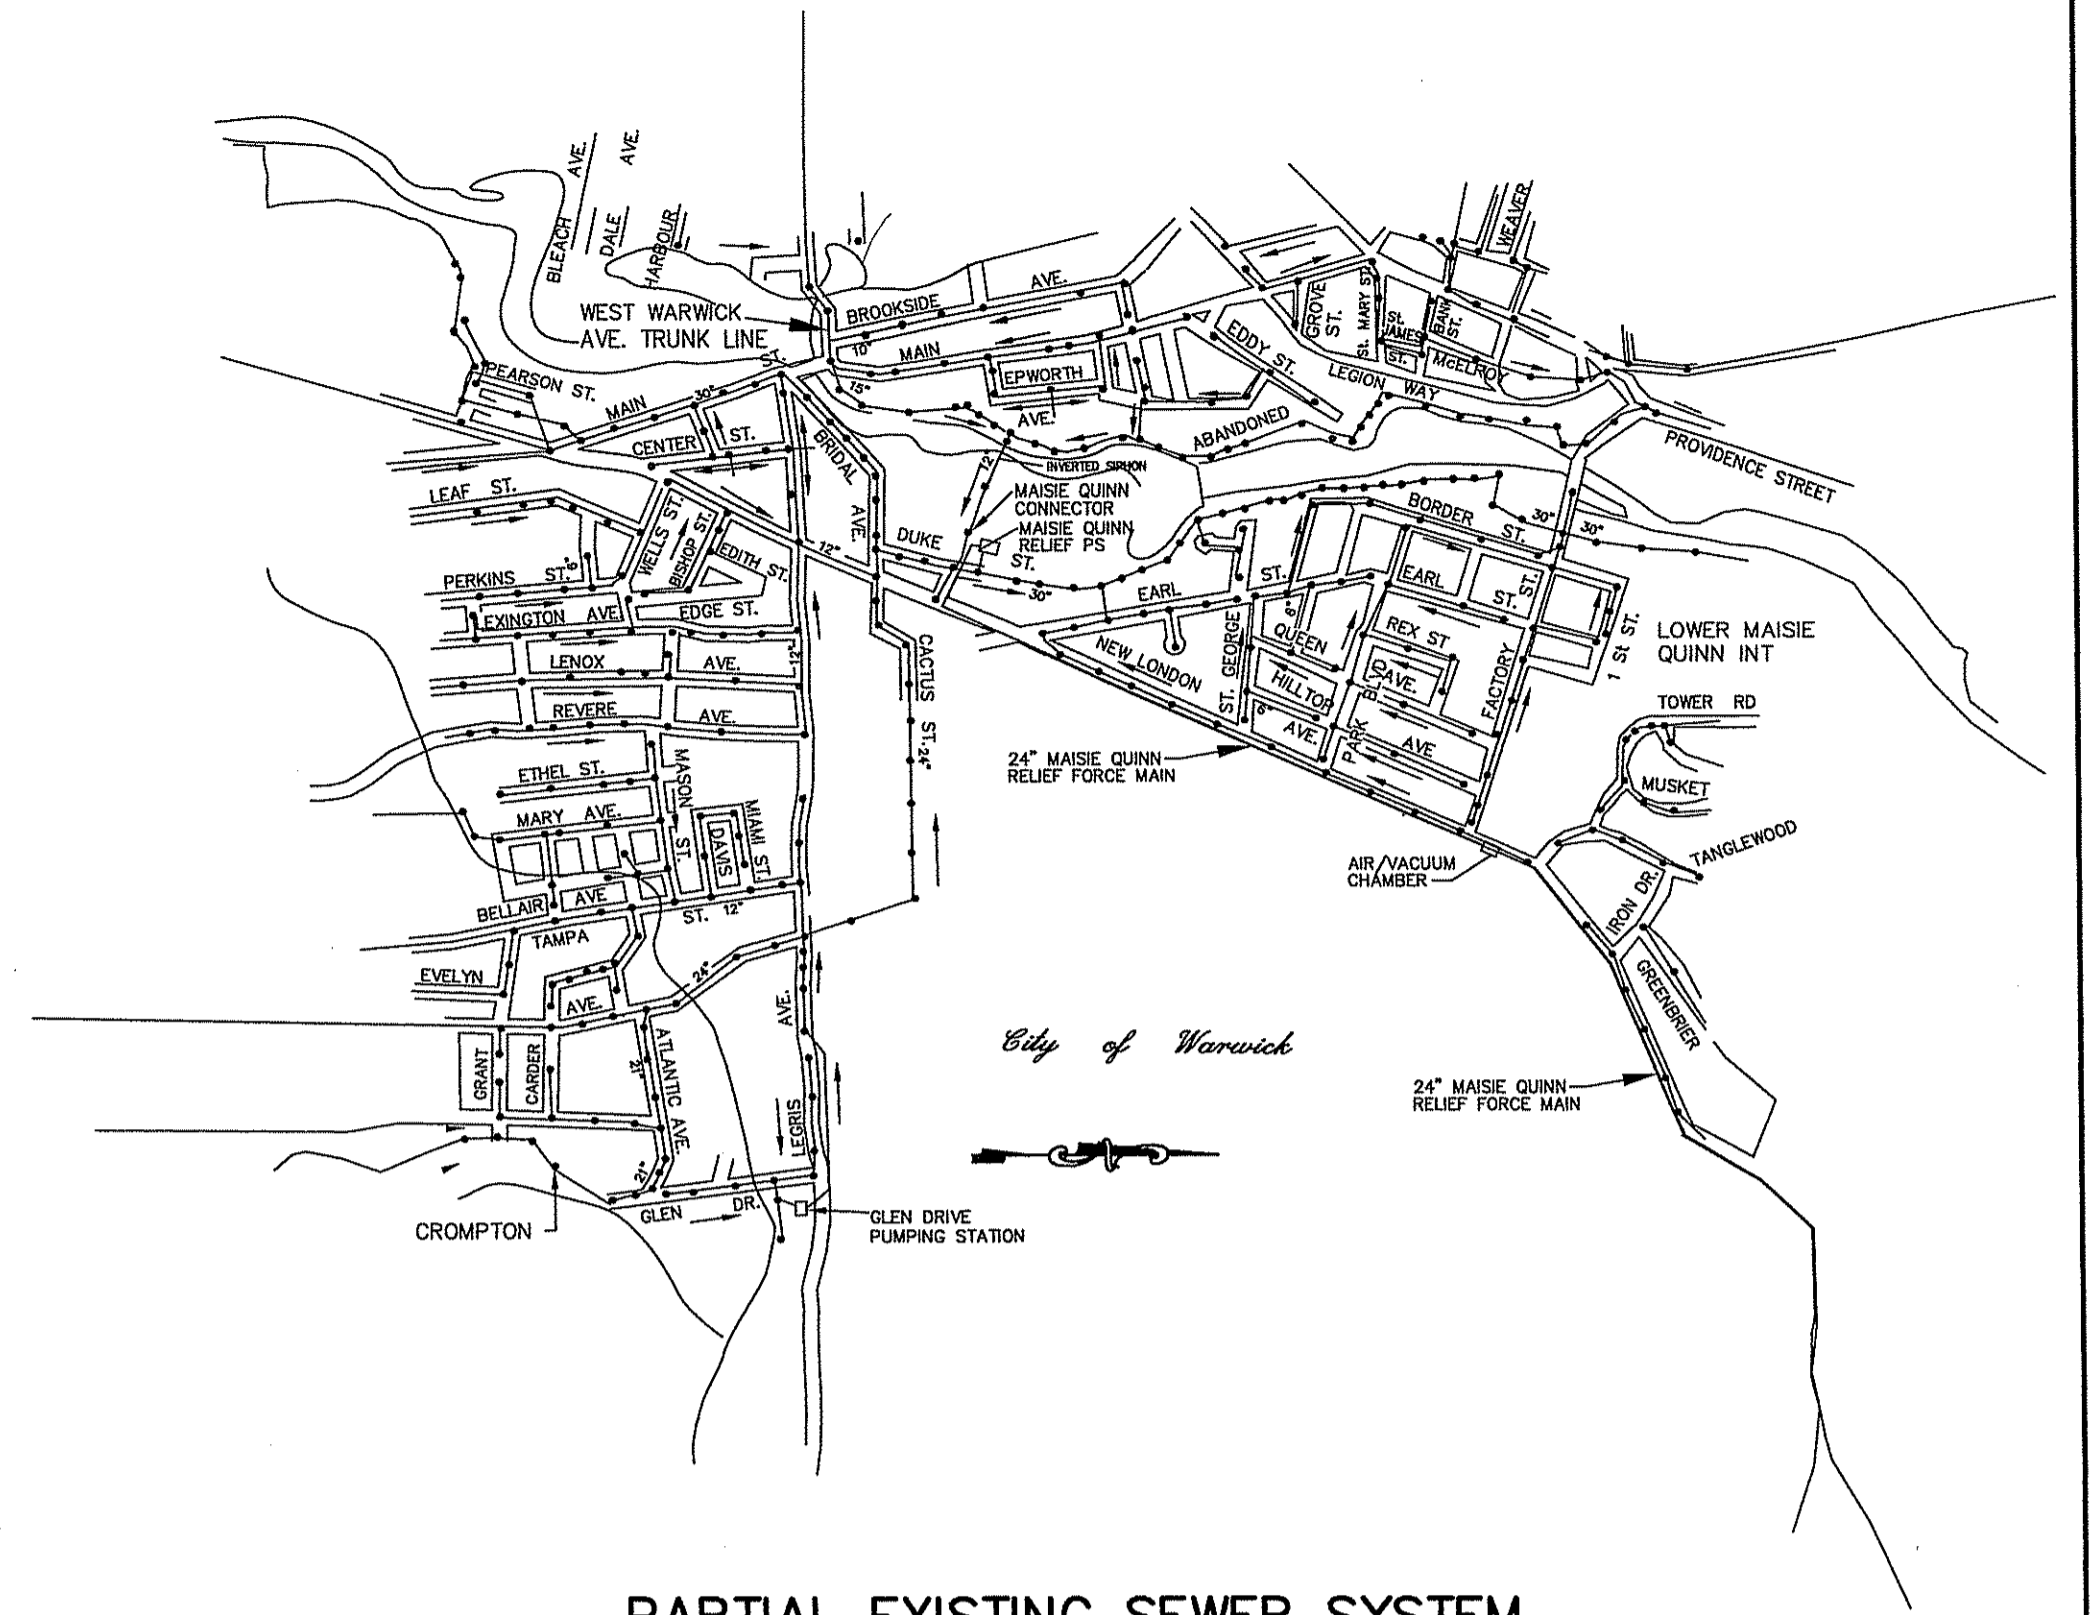 BLEACH AVE.
DALE AVE.
HARBOUR
WEAVER
WEST WARWICK
AVE. TRUNK LINE
BROOKSIDE AVE.
10"
MAIN ST.
30"
15"
MAIN
EPWORTH
AVE.
EDDY ST.
GROVE
ST.
St. MARY ST.
St.
JAMES
ST.
BANK
ST.
McELROY
LEGION WAY
ABANDONED
PROVIDENCE STREET
PEARSON ST.
CENTER ST.
BRIDAL
AVE.
INVERTED SIPHON
12"
MAISIE QUINN
CONNECTOR
MAISIE QUINN
RELIEF PS
LEAF ST.
WELLS ST.
BISHOP ST.
EDITH ST.
12"
DUKE ST.
30"
BORDER ST.
30"
30"
PERKINS ST.
6"
EXINGTON AVE
EDGE ST.
EARL ST.
EARL ST.
6"
QUEEN
REX ST
AVE.
1 St ST.
LOWER MAISIE
QUINN INT
LENOX AVE.
12"
CACTUS ST.
24"
NEW LONDON
ST. GEORGE
HILLTOP
AVE.
6"
PARK BLVD
AVE
FACTORY ST.
REVERE AVE.
TOWER RD
MUSKET
TANGLEWOOD
24" MAISIE QUINN
RELIEF FORCE MAIN
ETHEL ST.
MASON ST.
MARY AVE.
DAVIS
MIAMI ST.
AIR/VACUUM
CHAMBER
IRON DR.
GREENBRIER
BELLAIR AVE
TAMPA ST.
12"
EVELYN AVE.
24"
GRANT
CARDER
ATLANTIC AVE.
21"
21"
LEGRIS AVE.
City of Warwick
24" MAISIE QUINN
RELIEF FORCE MAIN
CROMPTON
GLEN DR.
GLEN DRIVE
PUMPING STATION
PARTIAL EXISTING SEWER SYSTEM